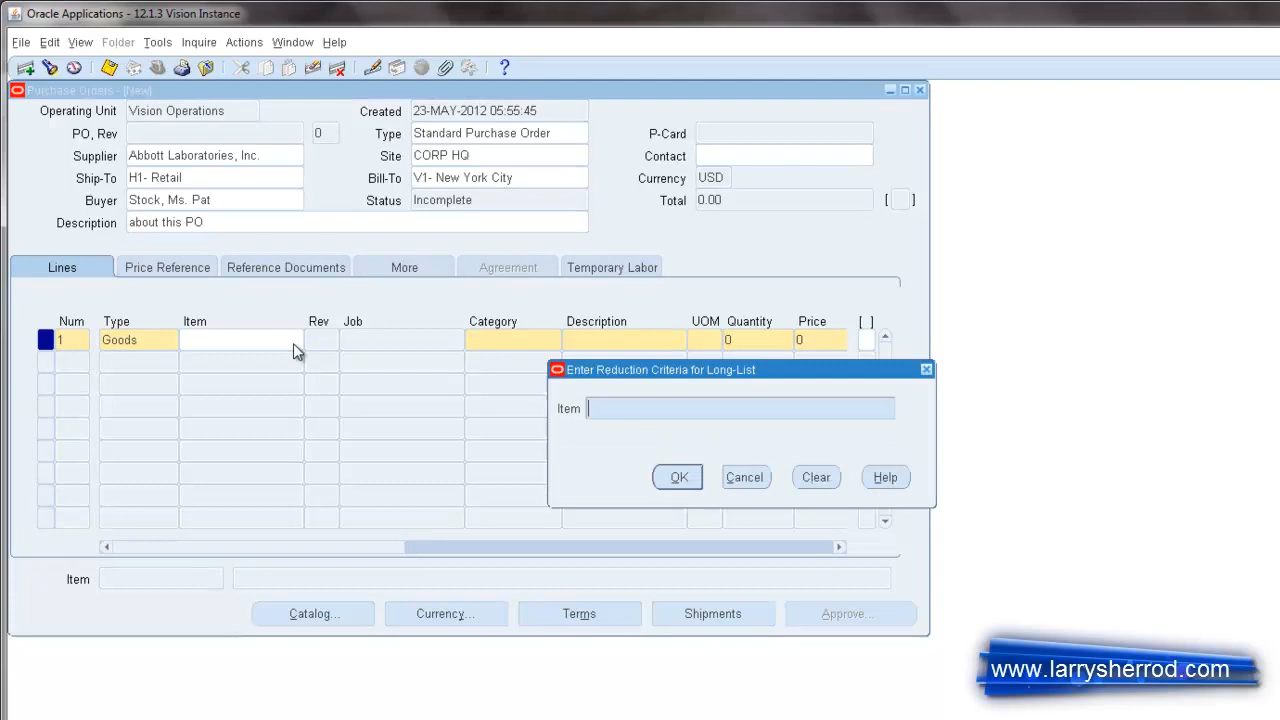 Oracle Applications - 12.1.3 Vision Instance
File Edit View Folder Tools Inquire Actions Window Help
Purchase Orders - [New]
Operating Unit Vision Operations Created 23-MAY-2012 05:55:45
PO, Rev 0 Type Standard Purchase Order P-Card
Supplier Abbott Laboratories, Inc. Site CORP HQ Contact
Ship-To H1- Retail Bill-To V1- New York City Currency USD
Buyer Stock, Ms. Pat Status Incomplete Total 0.00 [ ]
Description about this PO
Lines Price Reference Reference Documents More Agreement Temporary Labor
Num Type Item Rev Job Category Description UOM Quantity Price [ ]
1 Goods 0 0
Enter Reduction Criteria for Long-List
Item
OK Cancel Clear Help
Item
Catalog... Currency... Terms Shipments Approve...
www.larrysherrod.com